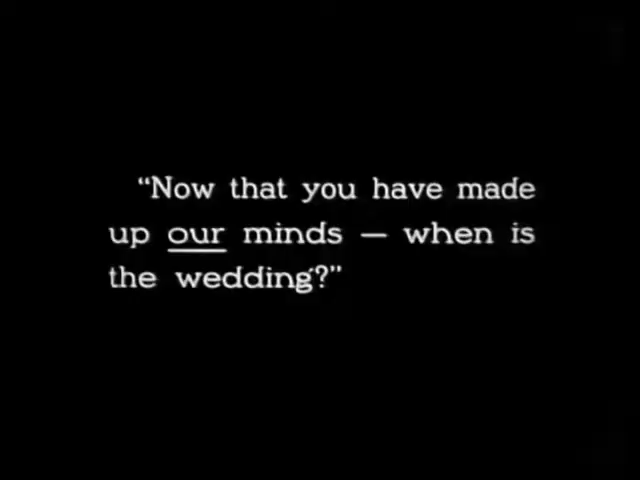 "Now that you have made
up our minds — when is
the wedding?"